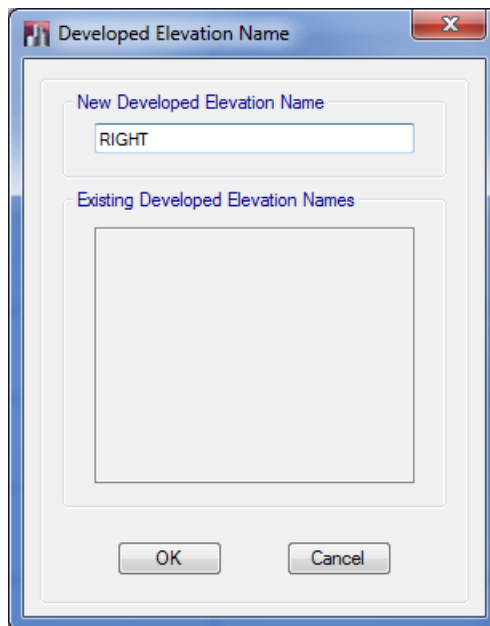 Developed Elevation Name
New Developed Elevation Name
RIGHT
Existing Developed Elevation Names
OK
Cancel